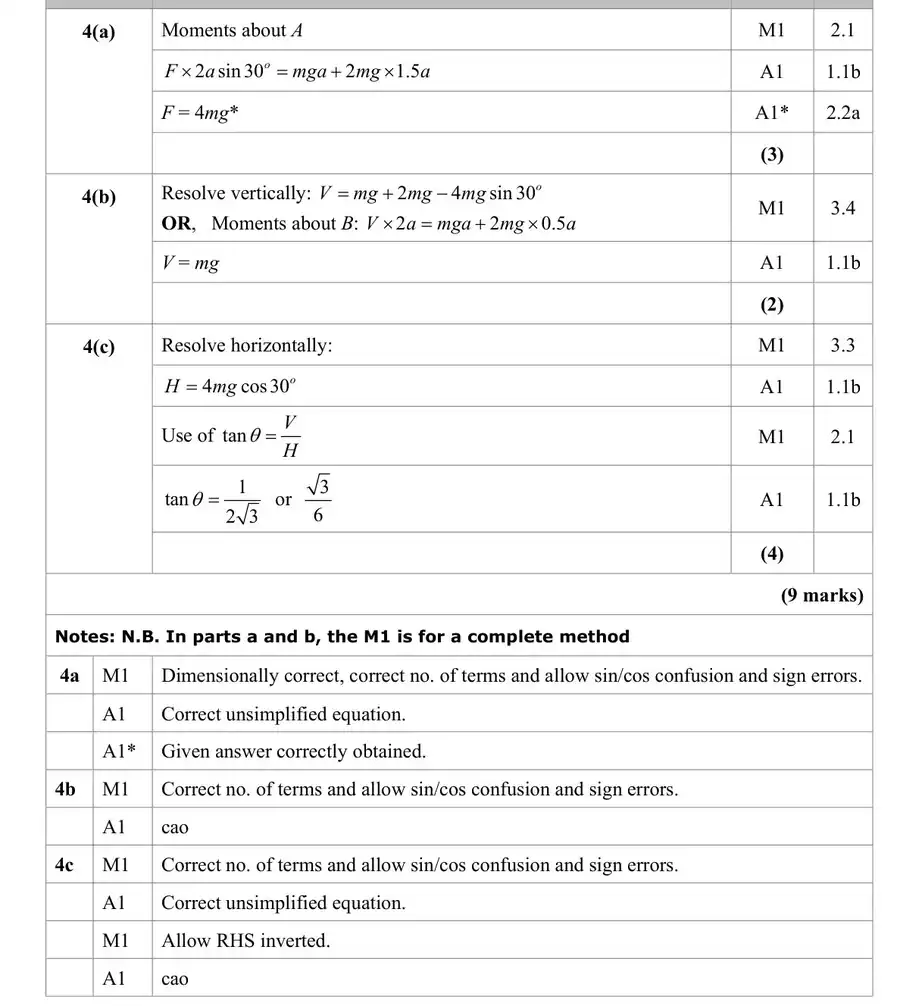 4(a) Moments about A M1 2.1
F × 2a sin 30° = mga + 2mg × 1.5a A1 1.1b
F = 4mg* A1* 2.2a
(3)
4(b) Resolve vertically: V = mg + 2mg − 4mg sin 30°
OR, Moments about B: V × 2a = mga + 2mg × 0.5a M1 3.4
V = mg A1 1.1b
(2)
4(c) Resolve horizontally: M1 3.3
H = 4mg cos 30° A1 1.1b
Use of tan θ = V/H M1 2.1
tan θ = 1/(2√3) or √3/6 A1 1.1b
(4)
(9 marks)
Notes: N.B. In parts a and b, the M1 is for a complete method
4a M1 Dimensionally correct, correct no. of terms and allow sin/cos confusion and sign errors.
A1 Correct unsimplified equation.
A1* Given answer correctly obtained.
4b M1 Correct no. of terms and allow sin/cos confusion and sign errors.
A1 cao
4c M1 Correct no. of terms and allow sin/cos confusion and sign errors.
A1 Correct unsimplified equation.
M1 Allow RHS inverted.
A1 cao